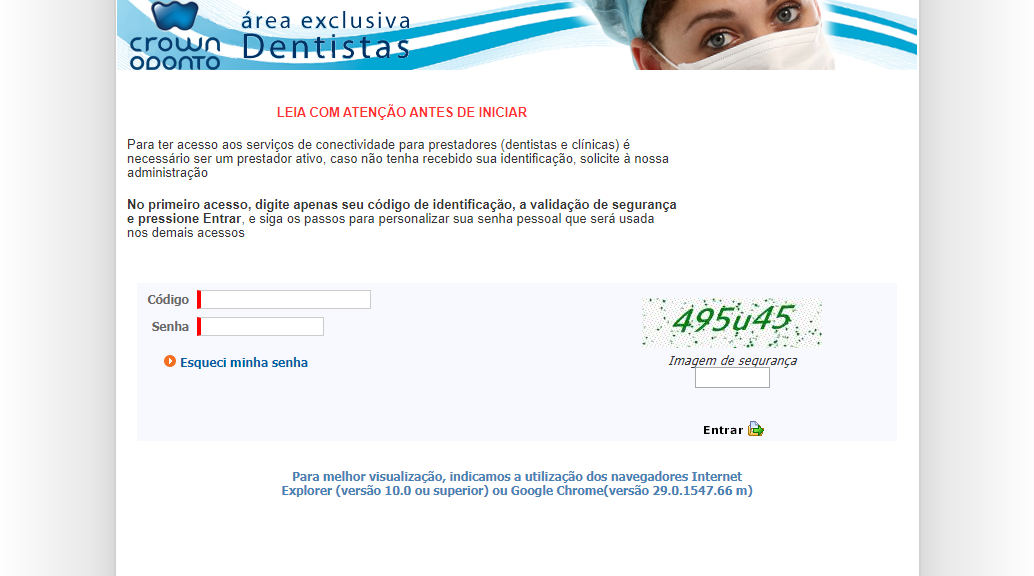 crown
ODONTO
área exclusiva
Dentistas
LEIA COM ATENÇÃO ANTES DE INICIAR
Para ter acesso aos serviços de conectividade para prestadores (dentistas e clínicas) é
necessário ser um prestador ativo, caso não tenha recebido sua identificação, solicite à nossa
administração
No primeiro acesso, digite apenas seu código de identificação, a validação de segurança
e pressione Entrar, e siga os passos para personalizar sua senha pessoal que será usada
nos demais acessos
Código
Senha
Esqueci minha senha
495u45
Imagem de segurança
Entrar
Para melhor visualização, indicamos a utilização dos navegadores Internet
Explorer (versão 10.0 ou superior) ou Google Chrome(versão 29.0.1547.66 m)